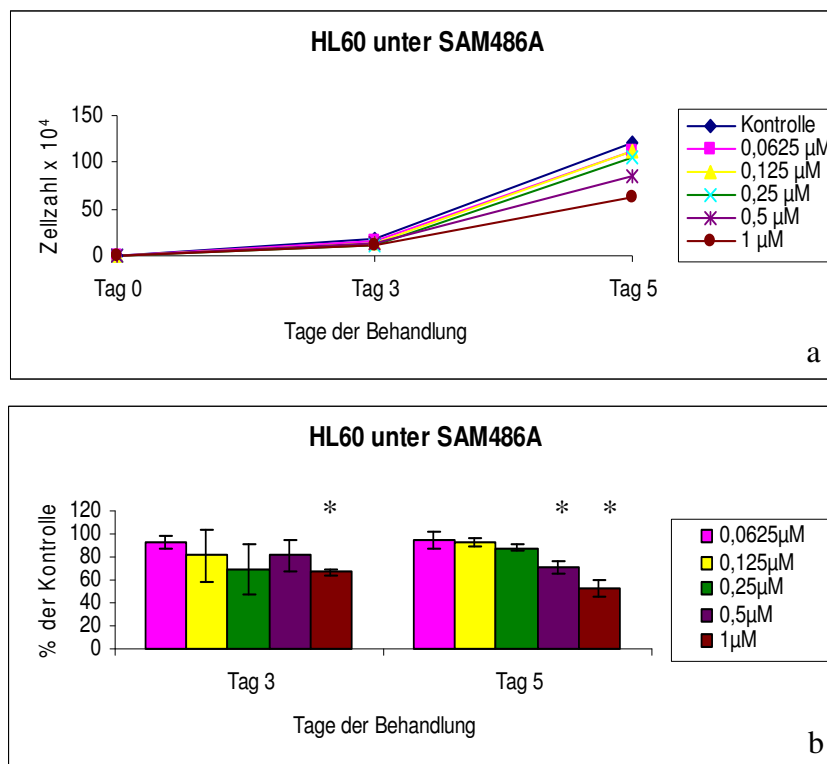 HL60 unter SAM486A
Zellzahl x 10⁴
150
100
50
0
Tag 0
Tag 3
Tag 5
Tage der Behandlung
Kontrolle
0,0625 µM
0,125 µM
0,25 µM
0,5 µM
1 µM
a
HL60 unter SAM486A
% der Kontrolle
120
100
80
60
40
20
0
*
* *
Tag 3
Tag 5
Tage der Behandlung
0,0625µM
0,125µM
0,25µM
0,5µM
1µM
b